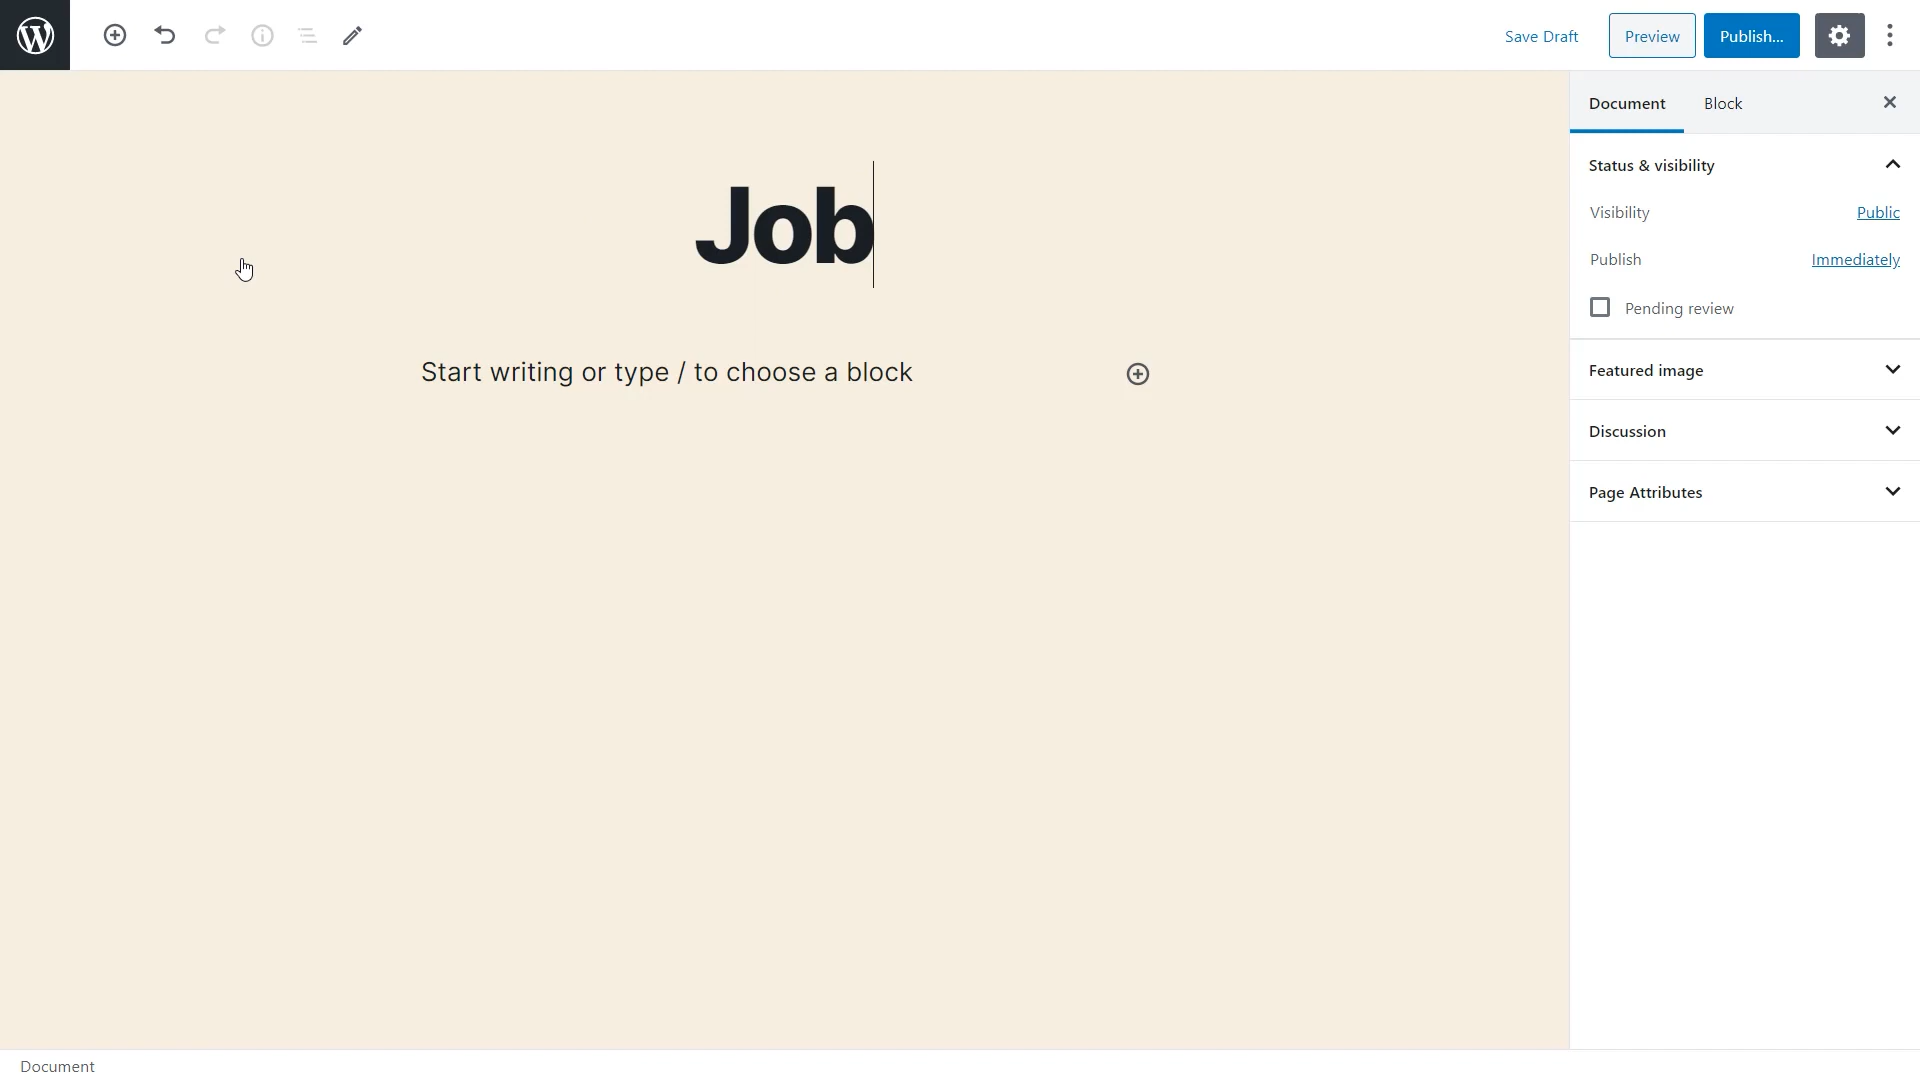 Save Draft
Preview
Publish...
Document
Block
Status & visibility
Visibility
Public
Publish
Immediately
Pending review
Featured image
Discussion
Page Attributes
Job
Start writing or type / to choose a block
Document